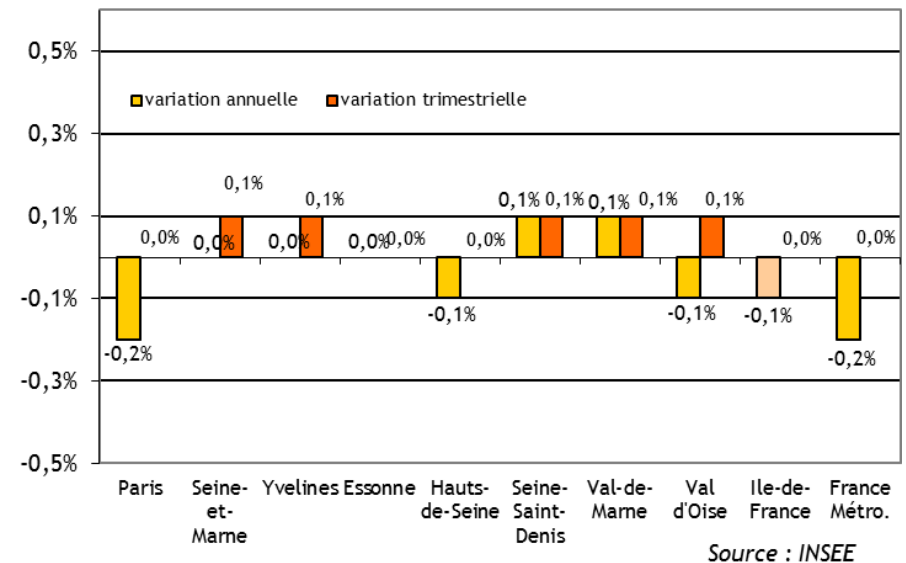 0,5%
variation annuelle variation trimestrielle
0,3%
0,1% 0,1% 0,1% 0,1% 0,1% 0,1% 0,1%
0,1%
0,0% 0,0% 0,0% 0,0% 0,0% 0,0% 0,0% 0,0%
-0,1%
-0,1% -0,1% -0,1%
-0,2% -0,2%
-0,3%
-0,5%
Paris Seine- Yvelines Essonne Hauts- Seine- Val-de- Val Ile-de- France
et- de-Seine Saint- Marne d'Oise France Métro.
Marne Denis
Source : INSEE